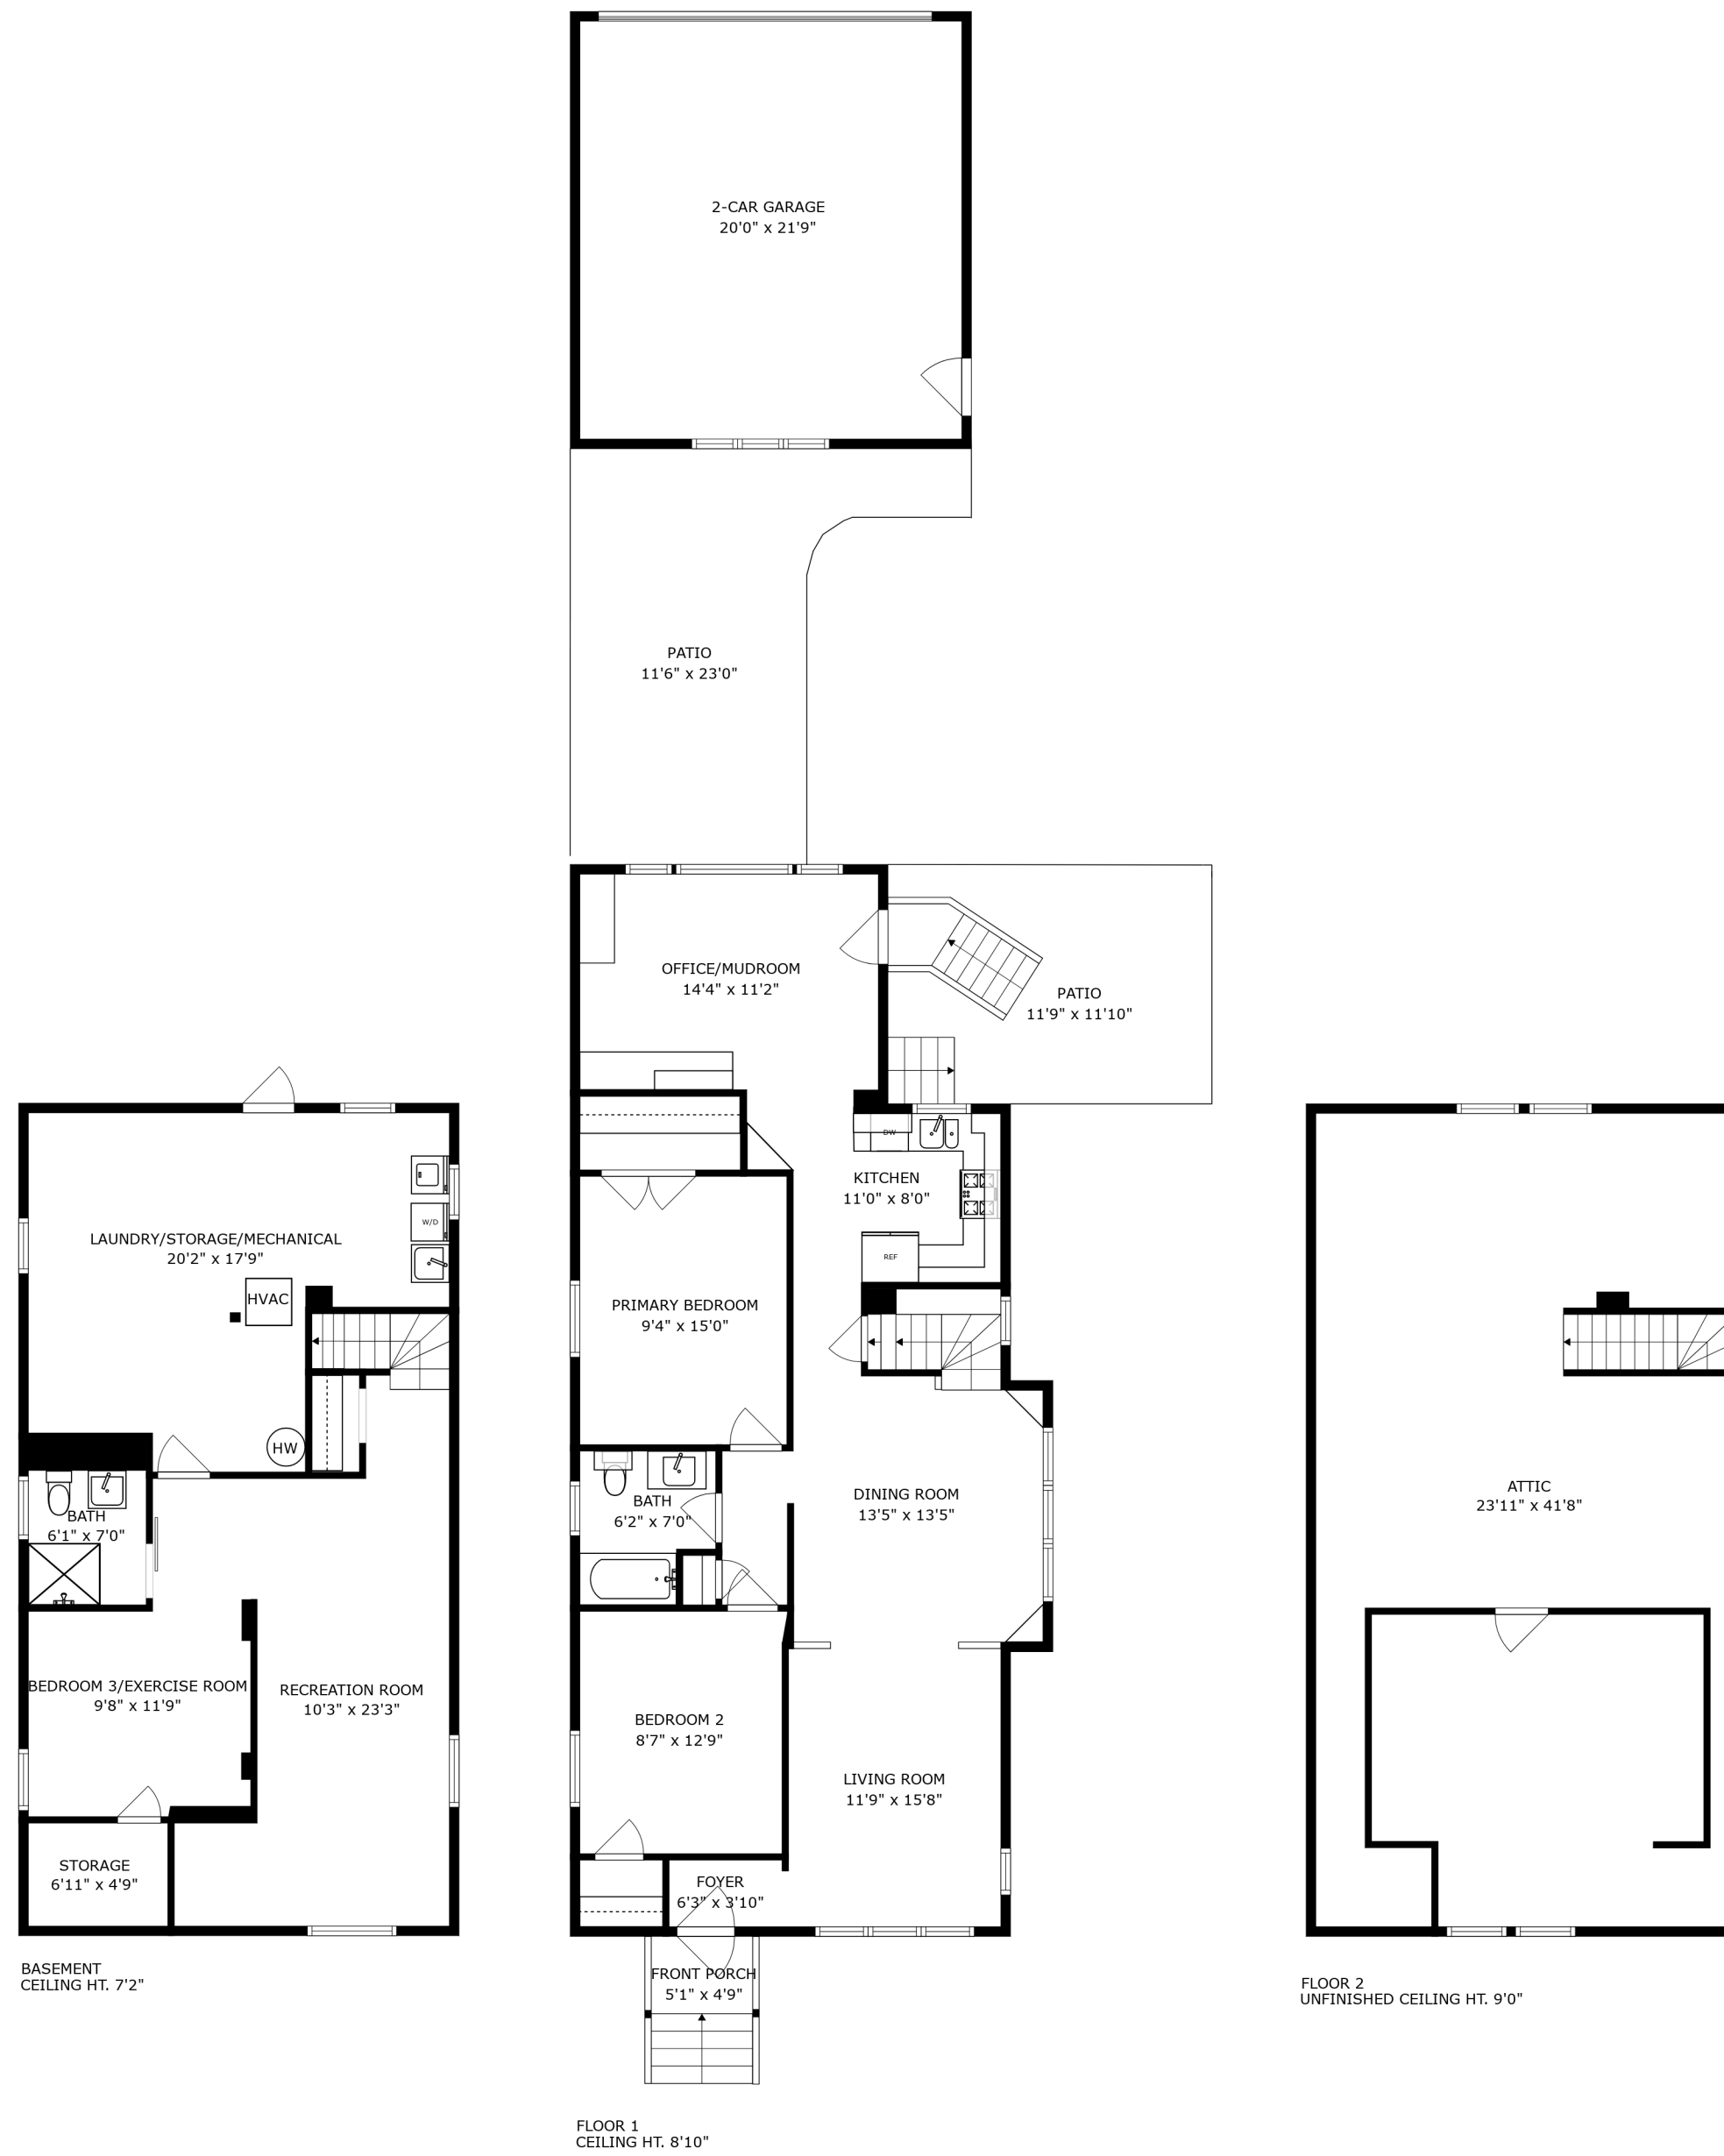 2-CAR GARAGE
20'0" x 21'9"
PATIO
11'6" x 23'0"
OFFICE/MUDROOM
14'4" x 11'2"
PATIO
11'9" x 11'10"
DW
KITCHEN
11'0" x 8'0"
REF
PRIMARY BEDROOM
9'4" x 15'0"
BATH
6'2" x 7'0"
DINING ROOM
13'5" x 13'5"
BEDROOM 2
8'7" x 12'9"
LIVING ROOM
11'9" x 15'8"
FOYER
6'3" x 3'10"
FRONT PORCH
5'1" x 4'9"
FLOOR 1
CEILING HT. 8'10"
LAUNDRY/STORAGE/MECHANICAL
20'2" x 17'9"
W/D
HVAC
HW
BATH
6'1" x 7'0"
BEDROOM 3/EXERCISE ROOM
9'8" x 11'9"
RECREATION ROOM
10'3" x 23'3"
STORAGE
6'11" x 4'9"
BASEMENT
CEILING HT. 7'2"
ATTIC
23'11" x 41'8"
FLOOR 2
UNFINISHED CEILING HT. 9'0"